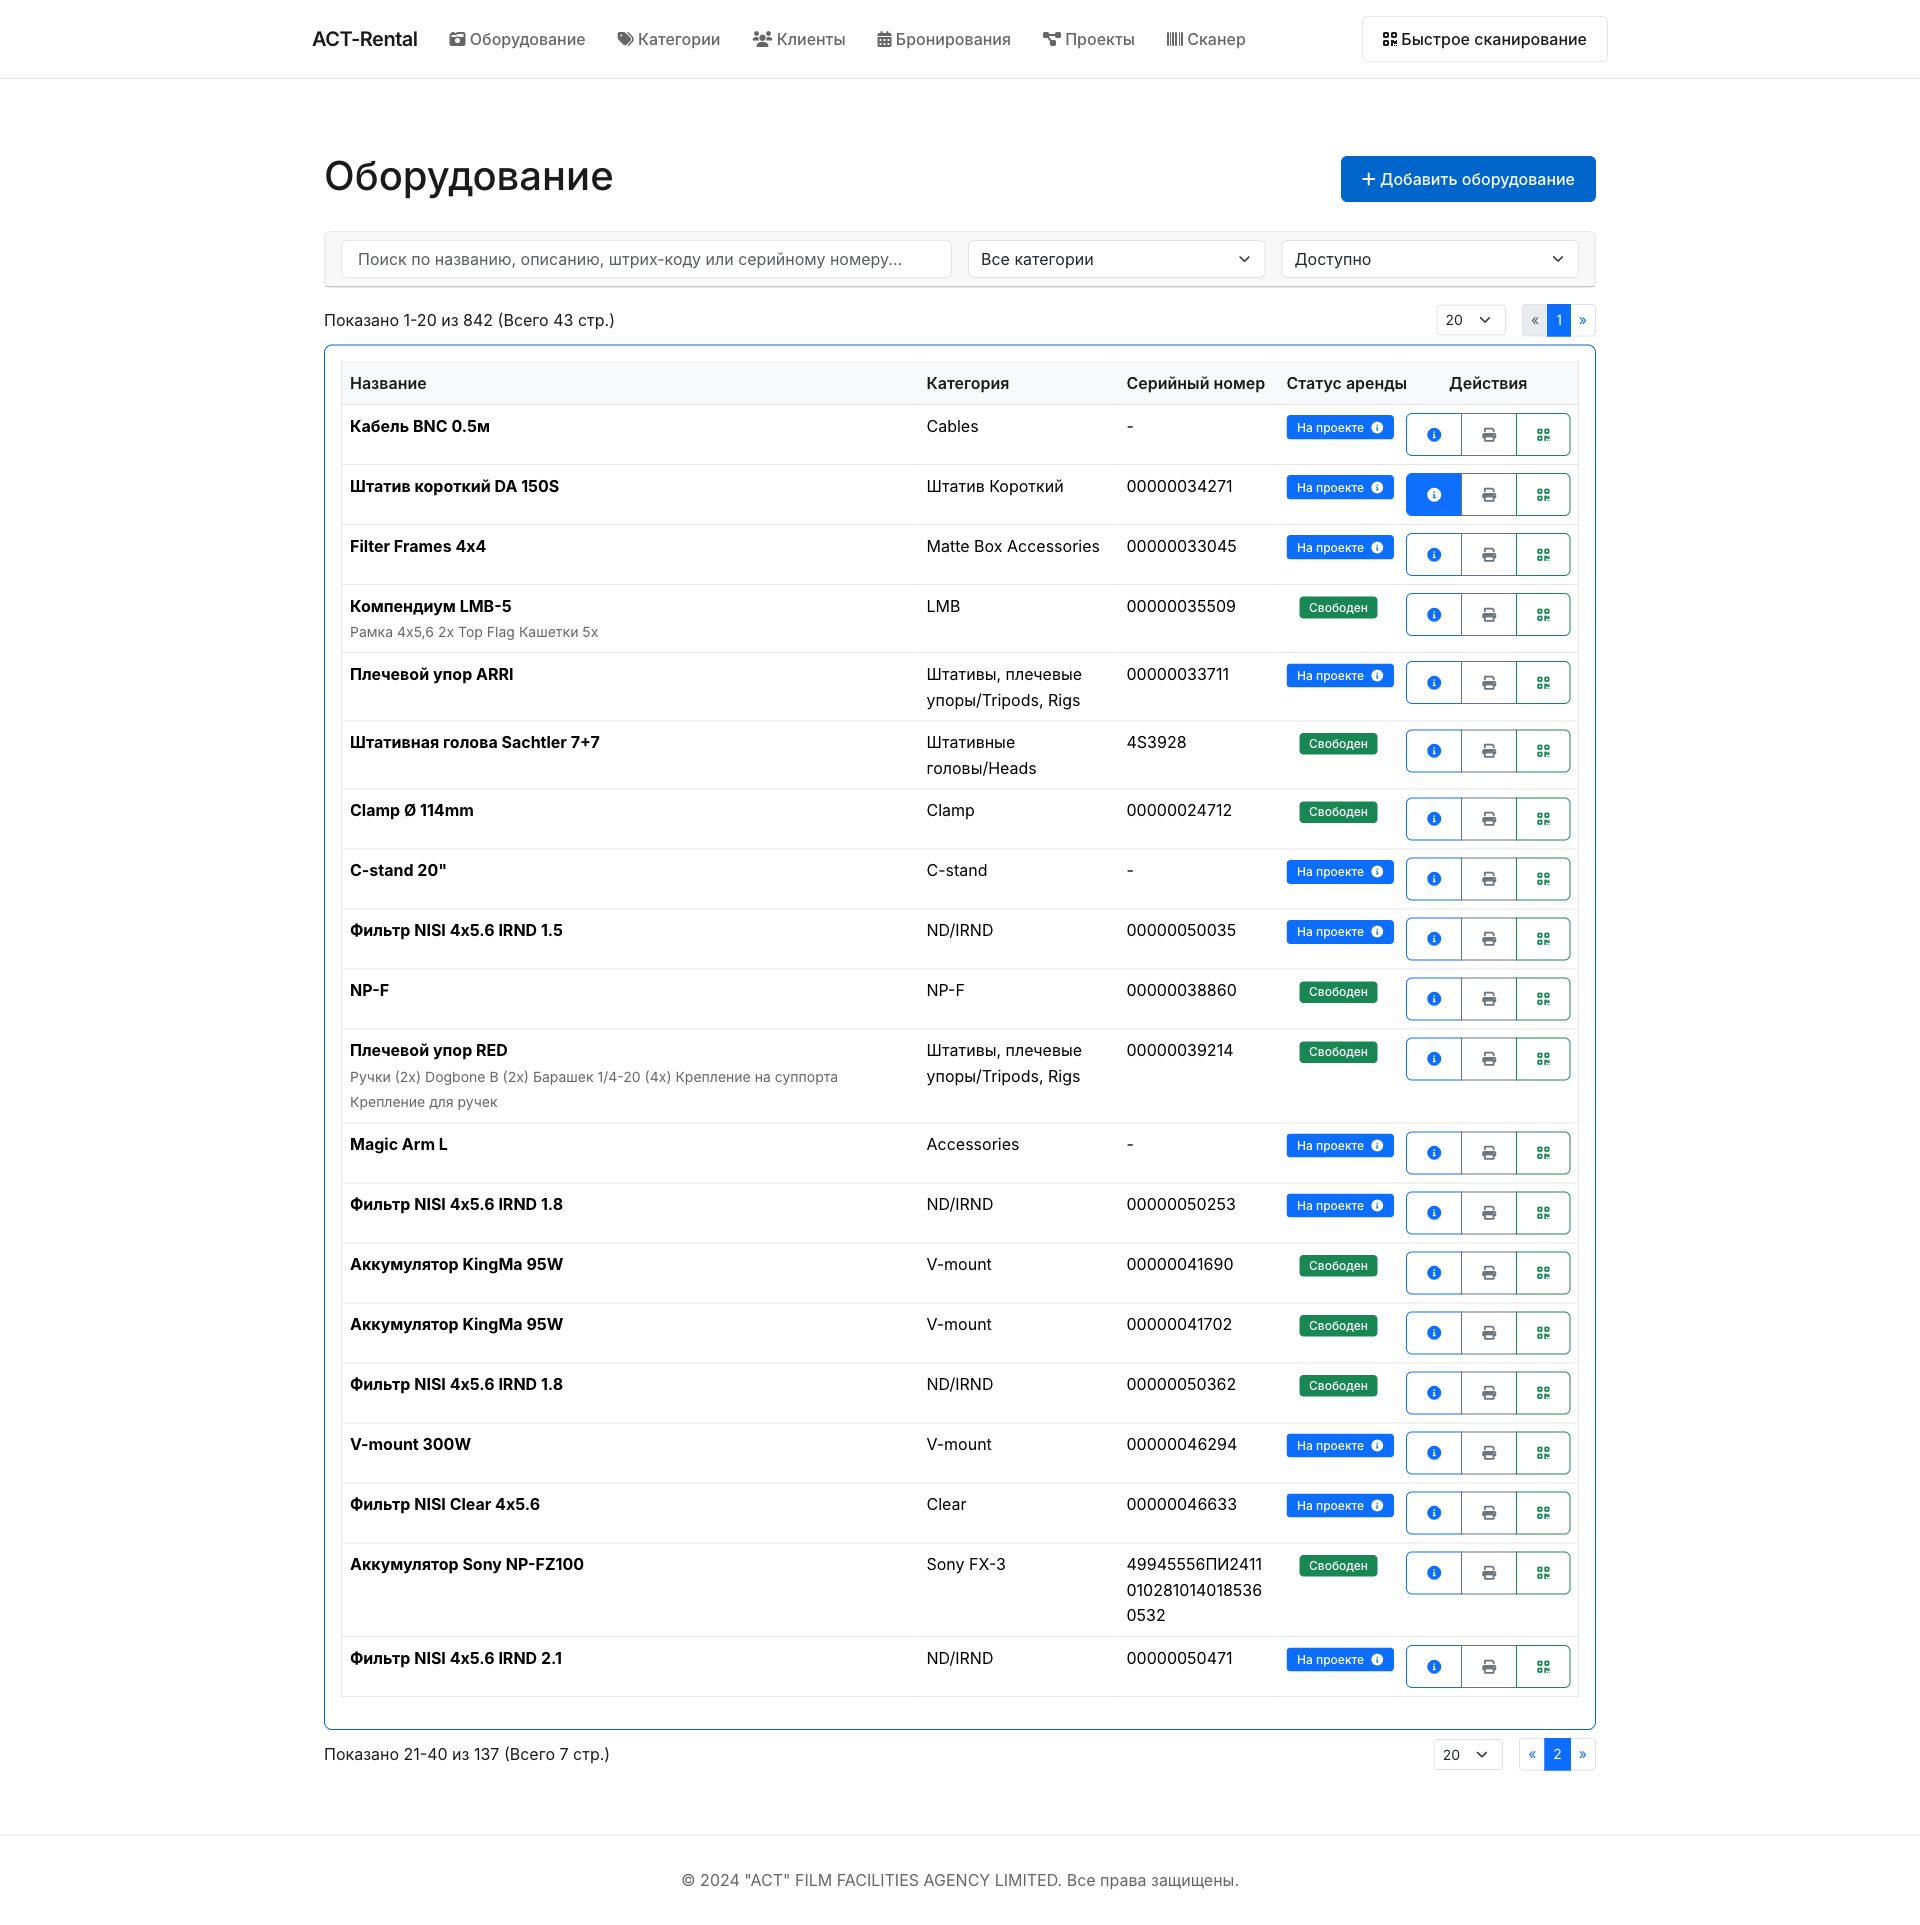 ACT-Rental Оборудование Категории Клиенты Бронирования Проекты Сканер Быстрое сканирование
Оборудование
Добавить оборудование
Поиск по названию, описанию, штрих-коду или серийному номеру... Все категории Доступно
Показано 1-20 из 842 (Всего 43 стр.) 20 « 1 »
Название Категория Серийный номер Статус аренды Действия
Кабель BNC 0.5м Cables - На проекте
Штатив короткий DA 150S Штатив Короткий 00000034271 На проекте
Filter Frames 4x4 Matte Box Accessories 00000033045 На проекте
Компендиум LMB-5 LMB 00000035509 Свободен
Рамка 4x5,6 2x Top Flag Кашетки 5x
Плечевой упор ARRI Штативы, плечевые 00000033711 На проекте
упоры/Tripods, Rigs
Штативная голова Sachtler 7+7 Штативные 4S3928 Свободен
головы/Heads
Clamp Ø 114mm Clamp 00000024712 Свободен
C-stand 20" C-stand - На проекте
Фильтр NISI 4x5.6 IRND 1.5 ND/IRND 00000050035 На проекте
NP-F NP-F 00000038860 Свободен
Плечевой упор RED Штативы, плечевые 00000039214 Свободен
Ручки (2x) Dogbone B (2x) Барашек 1/4-20 (4x) Крепление на суппорта упоры/Tripods, Rigs
Крепление для ручек
Magic Arm L Accessories - На проекте
Фильтр NISI 4x5.6 IRND 1.8 ND/IRND 00000050253 На проекте
Аккумулятор KingMa 95W V-mount 00000041690 Свободен
Аккумулятор KingMa 95W V-mount 00000041702 Свободен
Фильтр NISI 4x5.6 IRND 1.8 ND/IRND 00000050362 Свободен
V-mount 300W V-mount 00000046294 На проекте
Фильтр NISI Clear 4x5.6 Clear 00000046633 На проекте
Аккумулятор Sony NP-FZ100 Sony FX-3 49945556ПИ2411 Свободен
010281014018536
0532
Фильтр NISI 4x5.6 IRND 2.1 ND/IRND 00000050471 На проекте
Показано 21-40 из 137 (Всего 7 стр.) 20 « 2 »
© 2024 "ACT" FILM FACILITIES AGENCY LIMITED. Все права защищены.